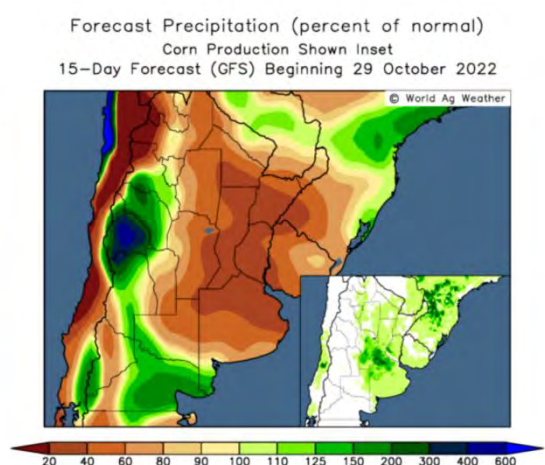 Forecast Precipitation (percent of normal)
Corn Production Shown Inset
15-Day Forecast (GFS) Beginning 29 October 2022
© World Ag Weather
20 40 60 80 90 100 110 125 150 200 300 400 600